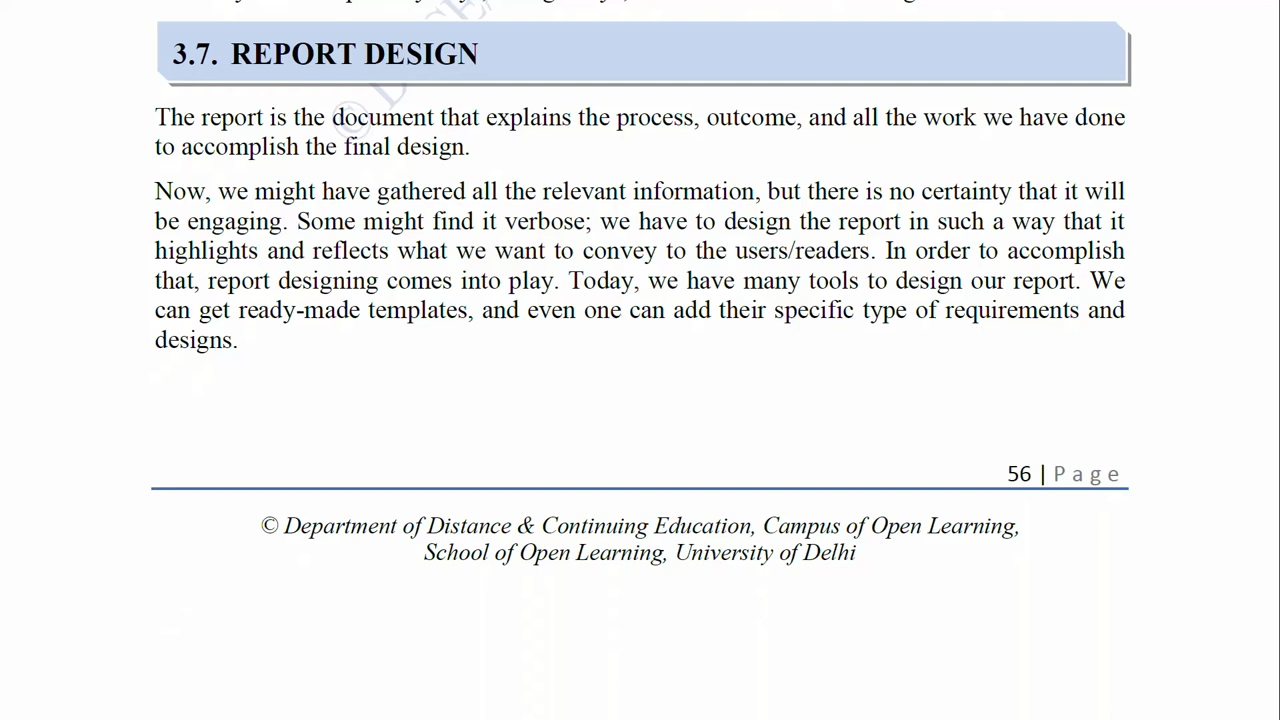 3.7. REPORT DESIGN
The report is the document that explains the process, outcome, and all the work we have done
to accomplish the final design.
Now, we might have gathered all the relevant information, but there is no certainty that it will
be engaging. Some might find it verbose; we have to design the report in such a way that it
highlights and reflects what we want to convey to the users/readers. In order to accomplish
that, report designing comes into play. Today, we have many tools to design our report. We
can get ready-made templates, and even one can add their specific type of requirements and
designs.
56 | Page
© Department of Distance & Continuing Education, Campus of Open Learning,
School of Open Learning, University of Delhi